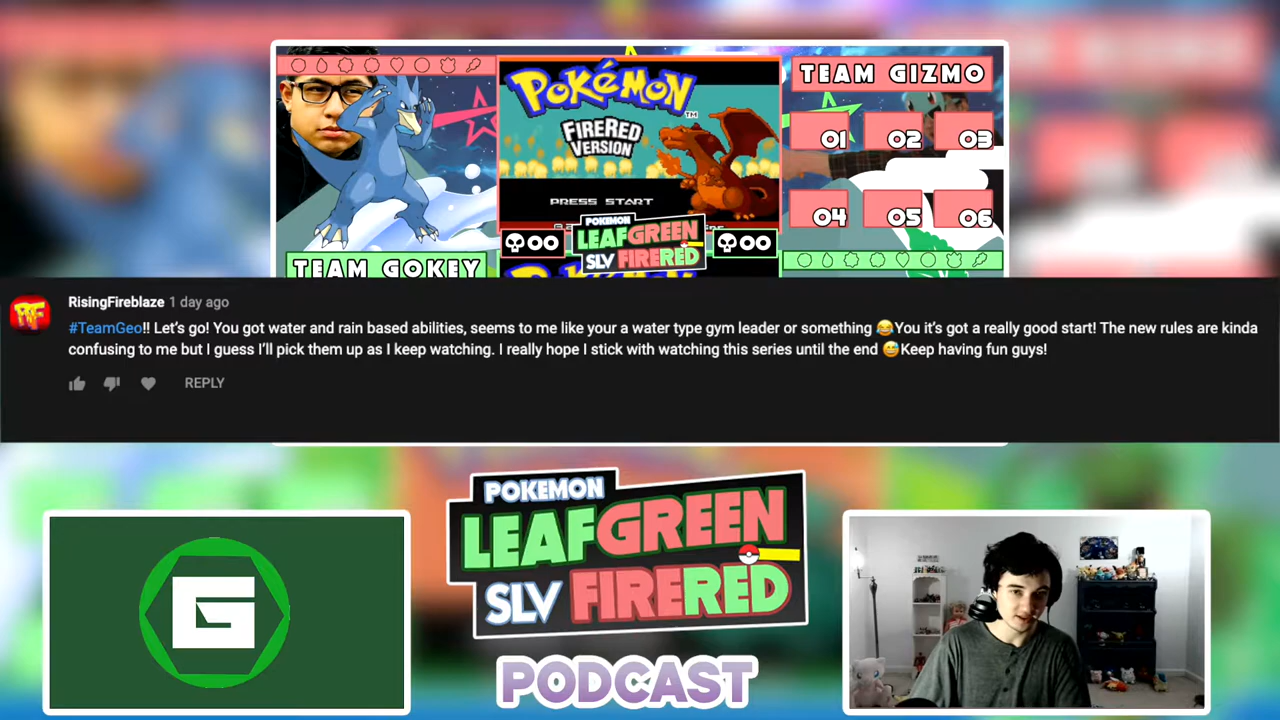 TEAM GIZMO
POKéMON
TM
FIRERED
VERSION
01 02 03
PRESS START
04 05 06
00
POKEMON
LEAFGREEN
SLV FIRERED
00
TEAM GOKEY
RisingFireblaze 1 day ago
#TeamGeo!! Let's go! You got water and rain based abilities, seems to me like your a water type gym leader or something 😂You it's got a really good start! The new rules are kinda
confusing to me but I guess I'll pick them up as I keep watching. I really hope I stick with watching this series until the end 😅Keep having fun guys!
REPLY
RF
POKEMON
LEAFGREEN
SLV FIRERED
PODCAST
G